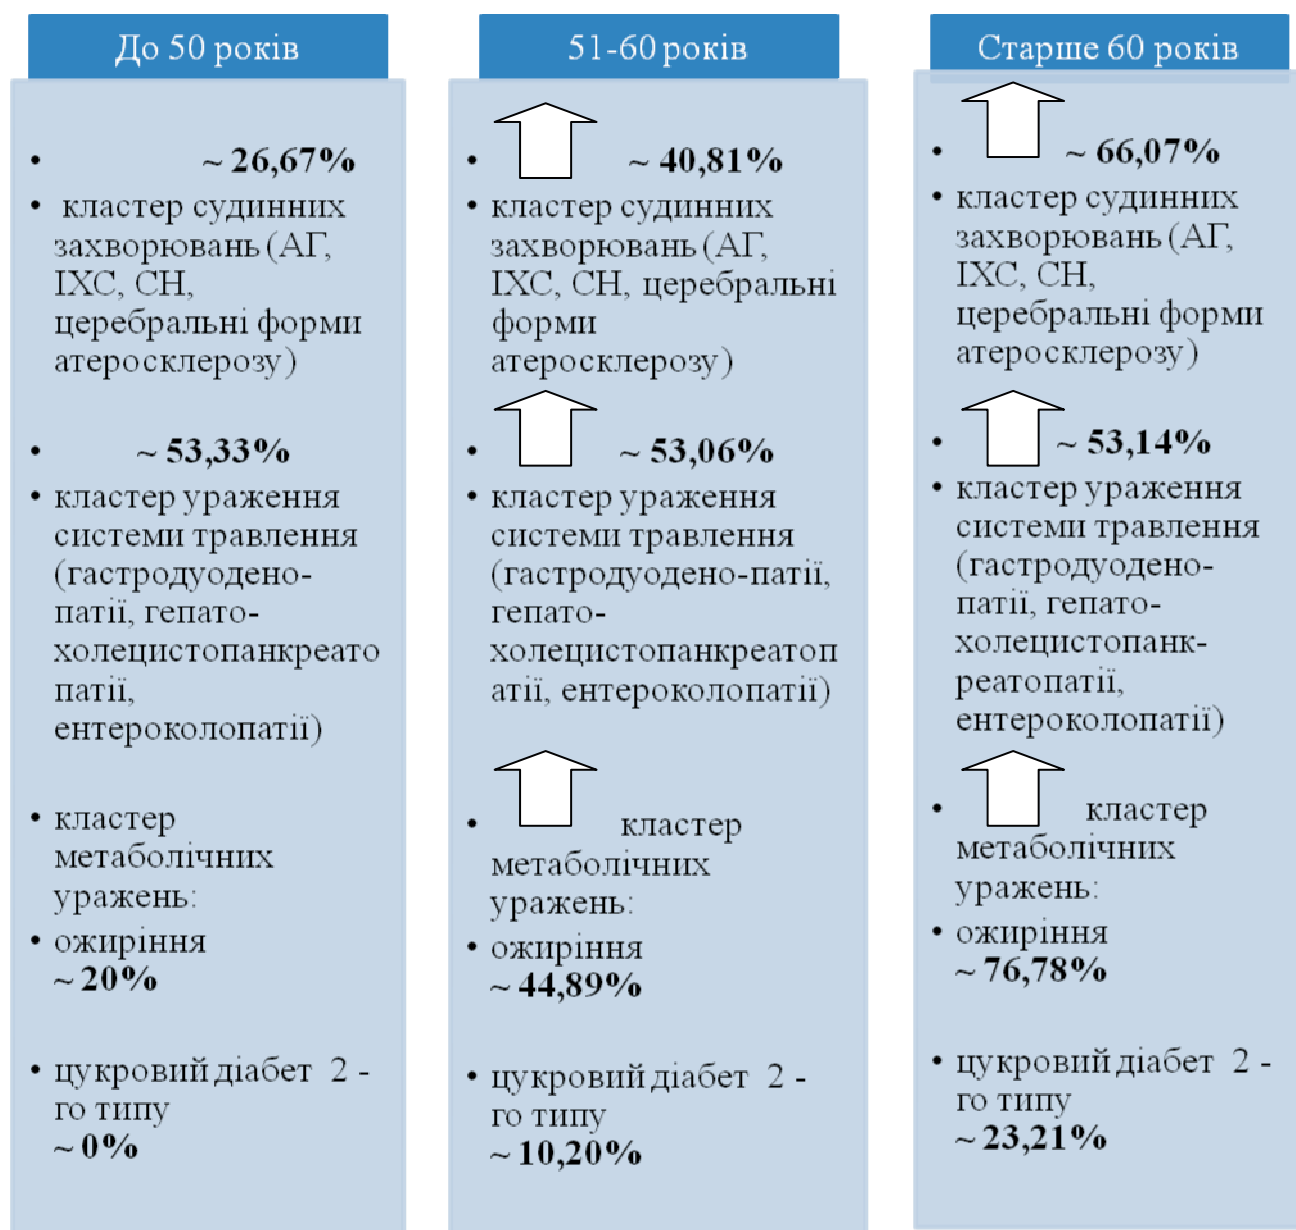 До 50 років
• ~ 26,67%
• кластер судинних
захворювань (АГ,
ІХС, СН,
церебральні форми
атеросклерозу)
• ~ 53,33%
• кластер ураження
системи травлення
(гастродуодено-
патії, гепато-
холецистопанкреато
патії,
ентероколопатії)
• кластер
метаболічних
уражень:
• ожиріння
~ 20%
• цукровий діабет 2 -
го типу
~ 0%
51-60 років
• ~ 40,81%
• кластер судинних
захворювань (АГ,
ІХС, СН, церебральні
форми
атеросклерозу)
• ~ 53,06%
• кластер ураження
системи травлення
(гастродуодено-патії,
гепато-
холецистопанкреатоп
атії, ентероколопатії)
• кластер
метаболічних
уражень:
• ожиріння
~ 44,89%
• цукровий діабет 2 -
го типу
~ 10,20%
Старше 60 років
• ~ 66,07%
• кластер судинних
захворювань (АГ,
ІХС, СН,
церебральні форми
атеросклерозу)
• ~ 53,14%
• кластер ураження
системи травлення
(гастродуодено-
патії, гепато-
холецистопанк-
реатопатії,
ентероколопатії)
• кластер
метаболічних
уражень:
• ожиріння
~ 76,78%
• цукровий діабет 2 -
го типу
~ 23,21%